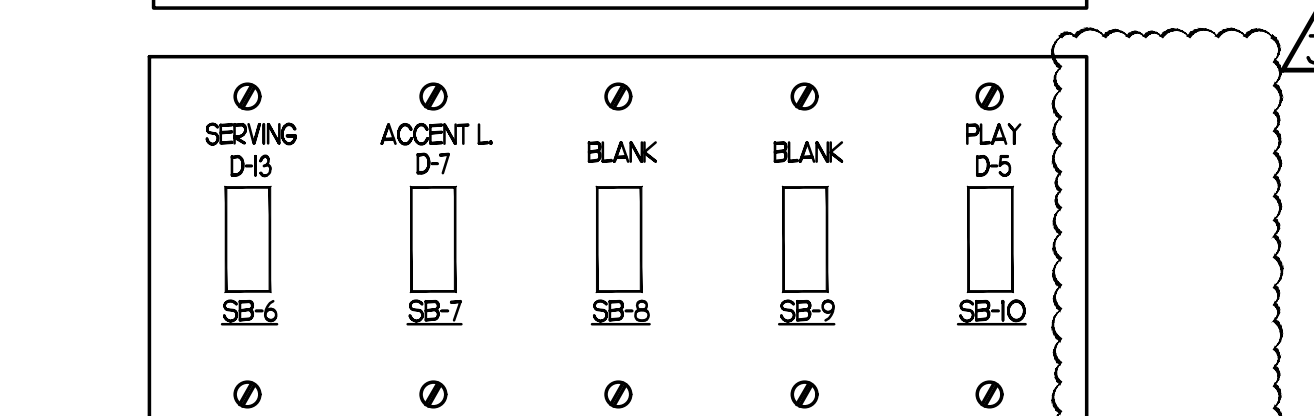 SERVING
D-13
ACCENT L.
D-7
BLANK
BLANK
PLAY
D-5
SB-6
SB-7
SB-8
SB-9
SB-10